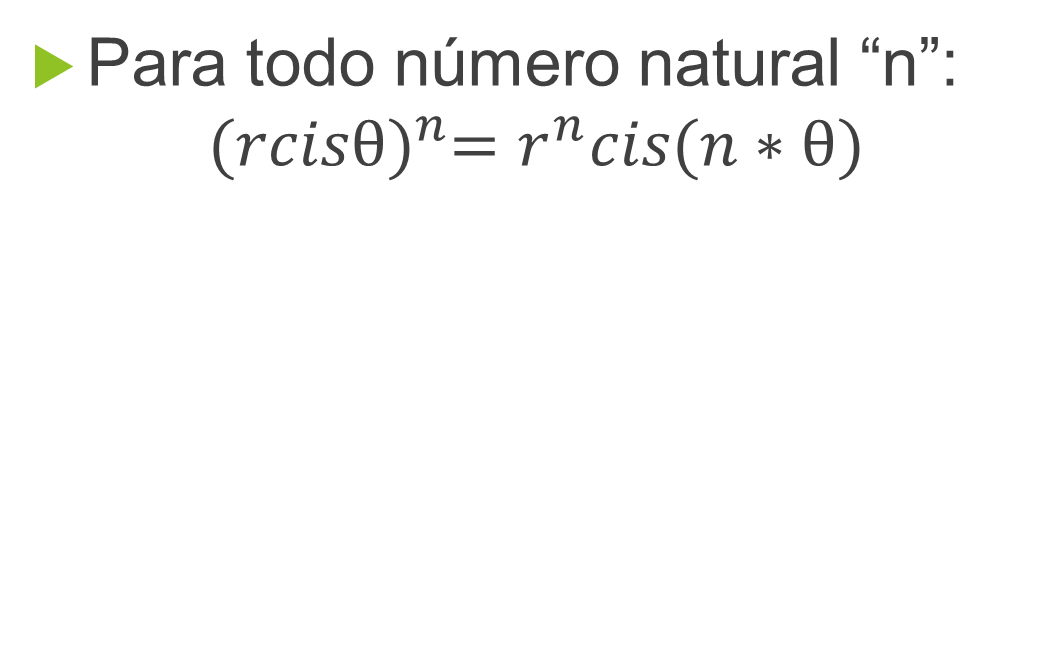 Para todo número natural “n”:
(rcisθ)ⁿ= rⁿcis(n ∗ θ)